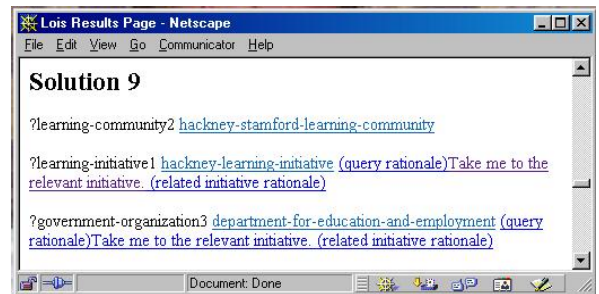 Lois Results Page - Netscape
File Edit View Go Communicator Help
Solution 9
?learning-community2 hackney-stamford-learning-community
?learning-initiative1 hackney-learning-initiative (query rationale)Take me to the
relevant initiative. (related initiative rationale)
?government-organization3 department-for-education-and-employment (query
rationale)Take me to the relevant initiative. (related initiative rationale)
Document: Done